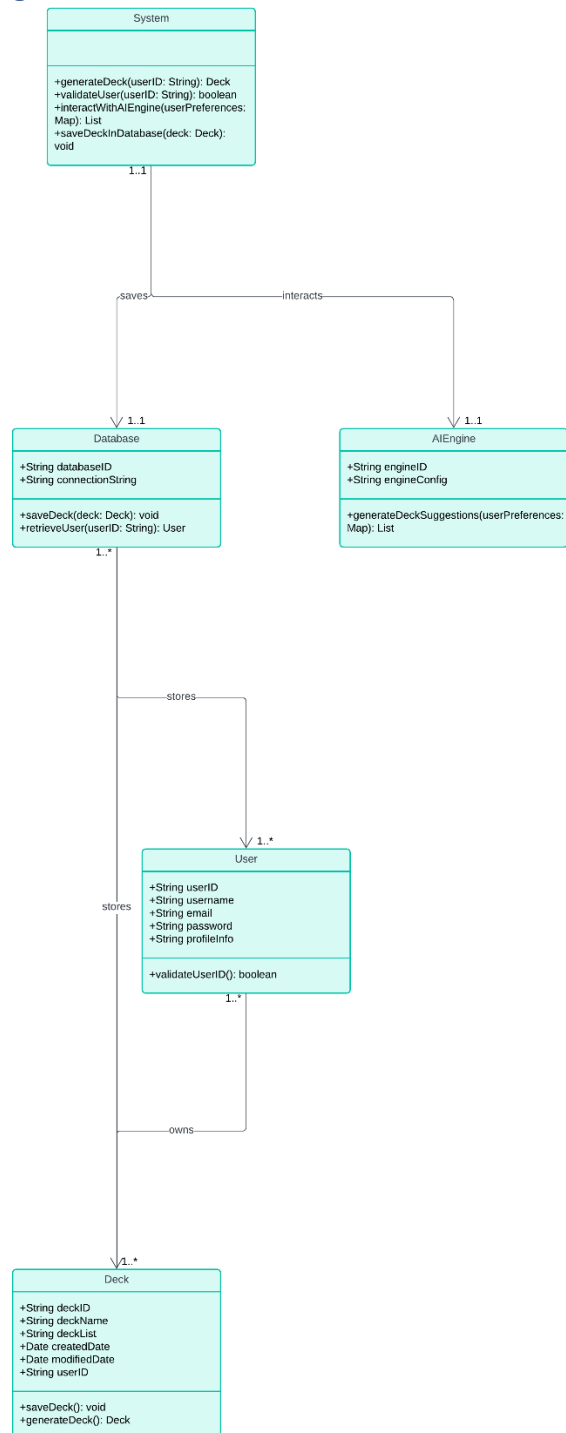 System
+generateDeck(userID: String): Deck
+validateUser(userID: String): boolean
+interactWithAIEngine(userPreferences:
Map): List
+saveDeckInDatabase(deck: Deck):
void
1..1
saves
interacts
1..1
1..1
Database
+String databaseID
+String connectionString
+saveDeck(deck: Deck): void
+retrieveUser(userID: String): User
1..*
AIEngine
+String engineID
+String engineConfig
+generateDeckSuggestions(userPreferences:
Map): List
stores
1..*
User
+String userID
+String username
+String email
+String password
+String profileInfo
+validateUserID(): boolean
1..*
stores
owns
1..*
Deck
+String deckID
+String deckName
+String deckList
+Date createdDate
+Date modifiedDate
+String userID
+saveDeck(): void
+generateDeck(): Deck